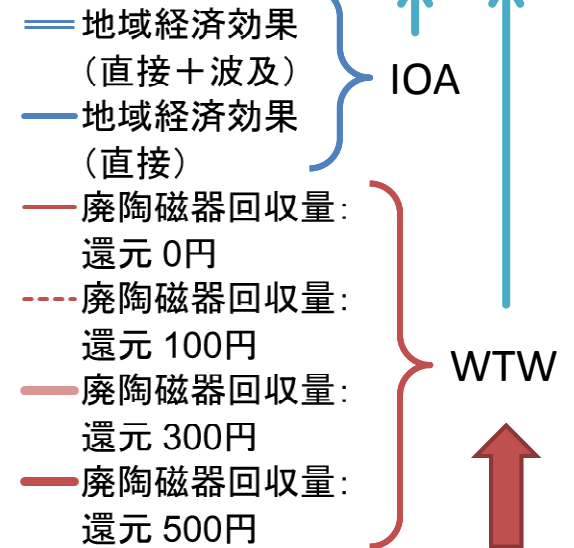 地域経済効果
（直接＋波及）
IOA
地域経済効果
（直接）
廃陶磁器回収量：
還元 0円
廃陶磁器回収量：
還元 100円
WTW
廃陶磁器回収量：
還元 300円
廃陶磁器回収量：
還元 500円